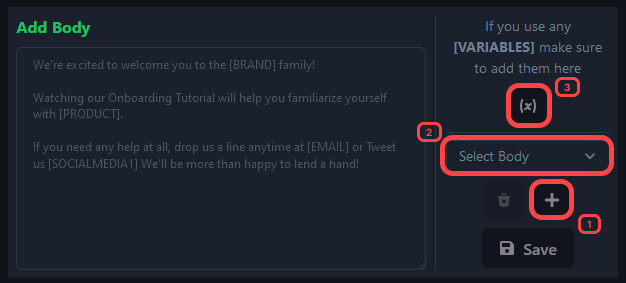 Add Body
We're excited to welcome you to the [BRAND] family!
Watching our Onboarding Tutorial will help you familiarize yourself
with [PRODUCT].
If you need any help at all, drop us a line anytime at [EMAIL] or Tweet
us [SOCIALMEDIA1] We'll be more than happy to lend a hand!
If you use any
[VARIABLES] make sure
to add them here
3
(x)
2
Select Body
1
Save